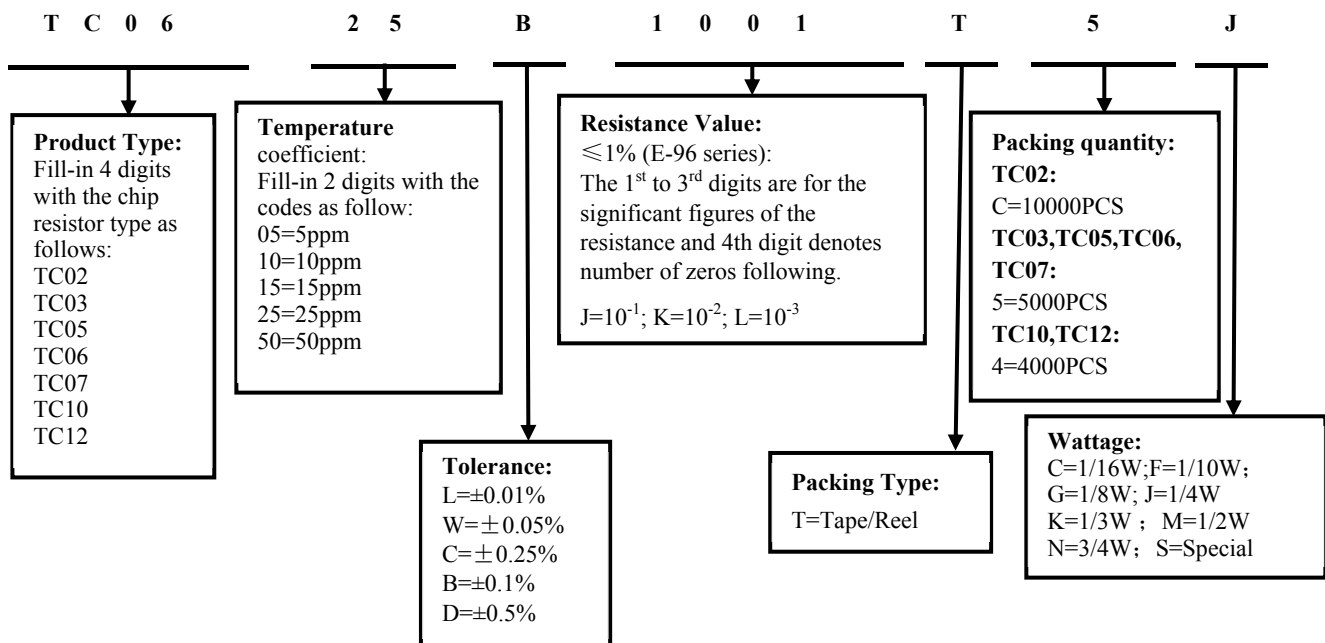 T C 0 6 2 5 B 1 0 0 1 T 5 J
Product Type:
Fill-in 4 digits
with the chip
resistor type as
follows:
TC02
TC03
TC05
TC06
TC07
TC10
TC12
Temperature
coefficient:
Fill-in 2 digits with the
codes as follow:
05=5ppm
10=10ppm
15=15ppm
25=25ppm
50=50ppm
Tolerance:
L=±0.01%
W=±0.05%
C=±0.25%
B=±0.1%
D=±0.5%
Resistance Value:
≦1% (E-96 series):
The 1st to 3rd digits are for the
significant figures of the
resistance and 4th digit denotes
number of zeros following.
J=10⁻¹; K=10⁻²; L=10⁻³
Packing Type:
T=Tape/Reel
Packing quantity:
TC02:
C=10000PCS
TC03,TC05,TC06,
TC07:
5=5000PCS
TC10,TC12:
4=4000PCS
Wattage:
C=1/16W;F=1/10W;
G=1/8W; J=1/4W
K=1/3W ; M=1/2W
N=3/4W; S=Special